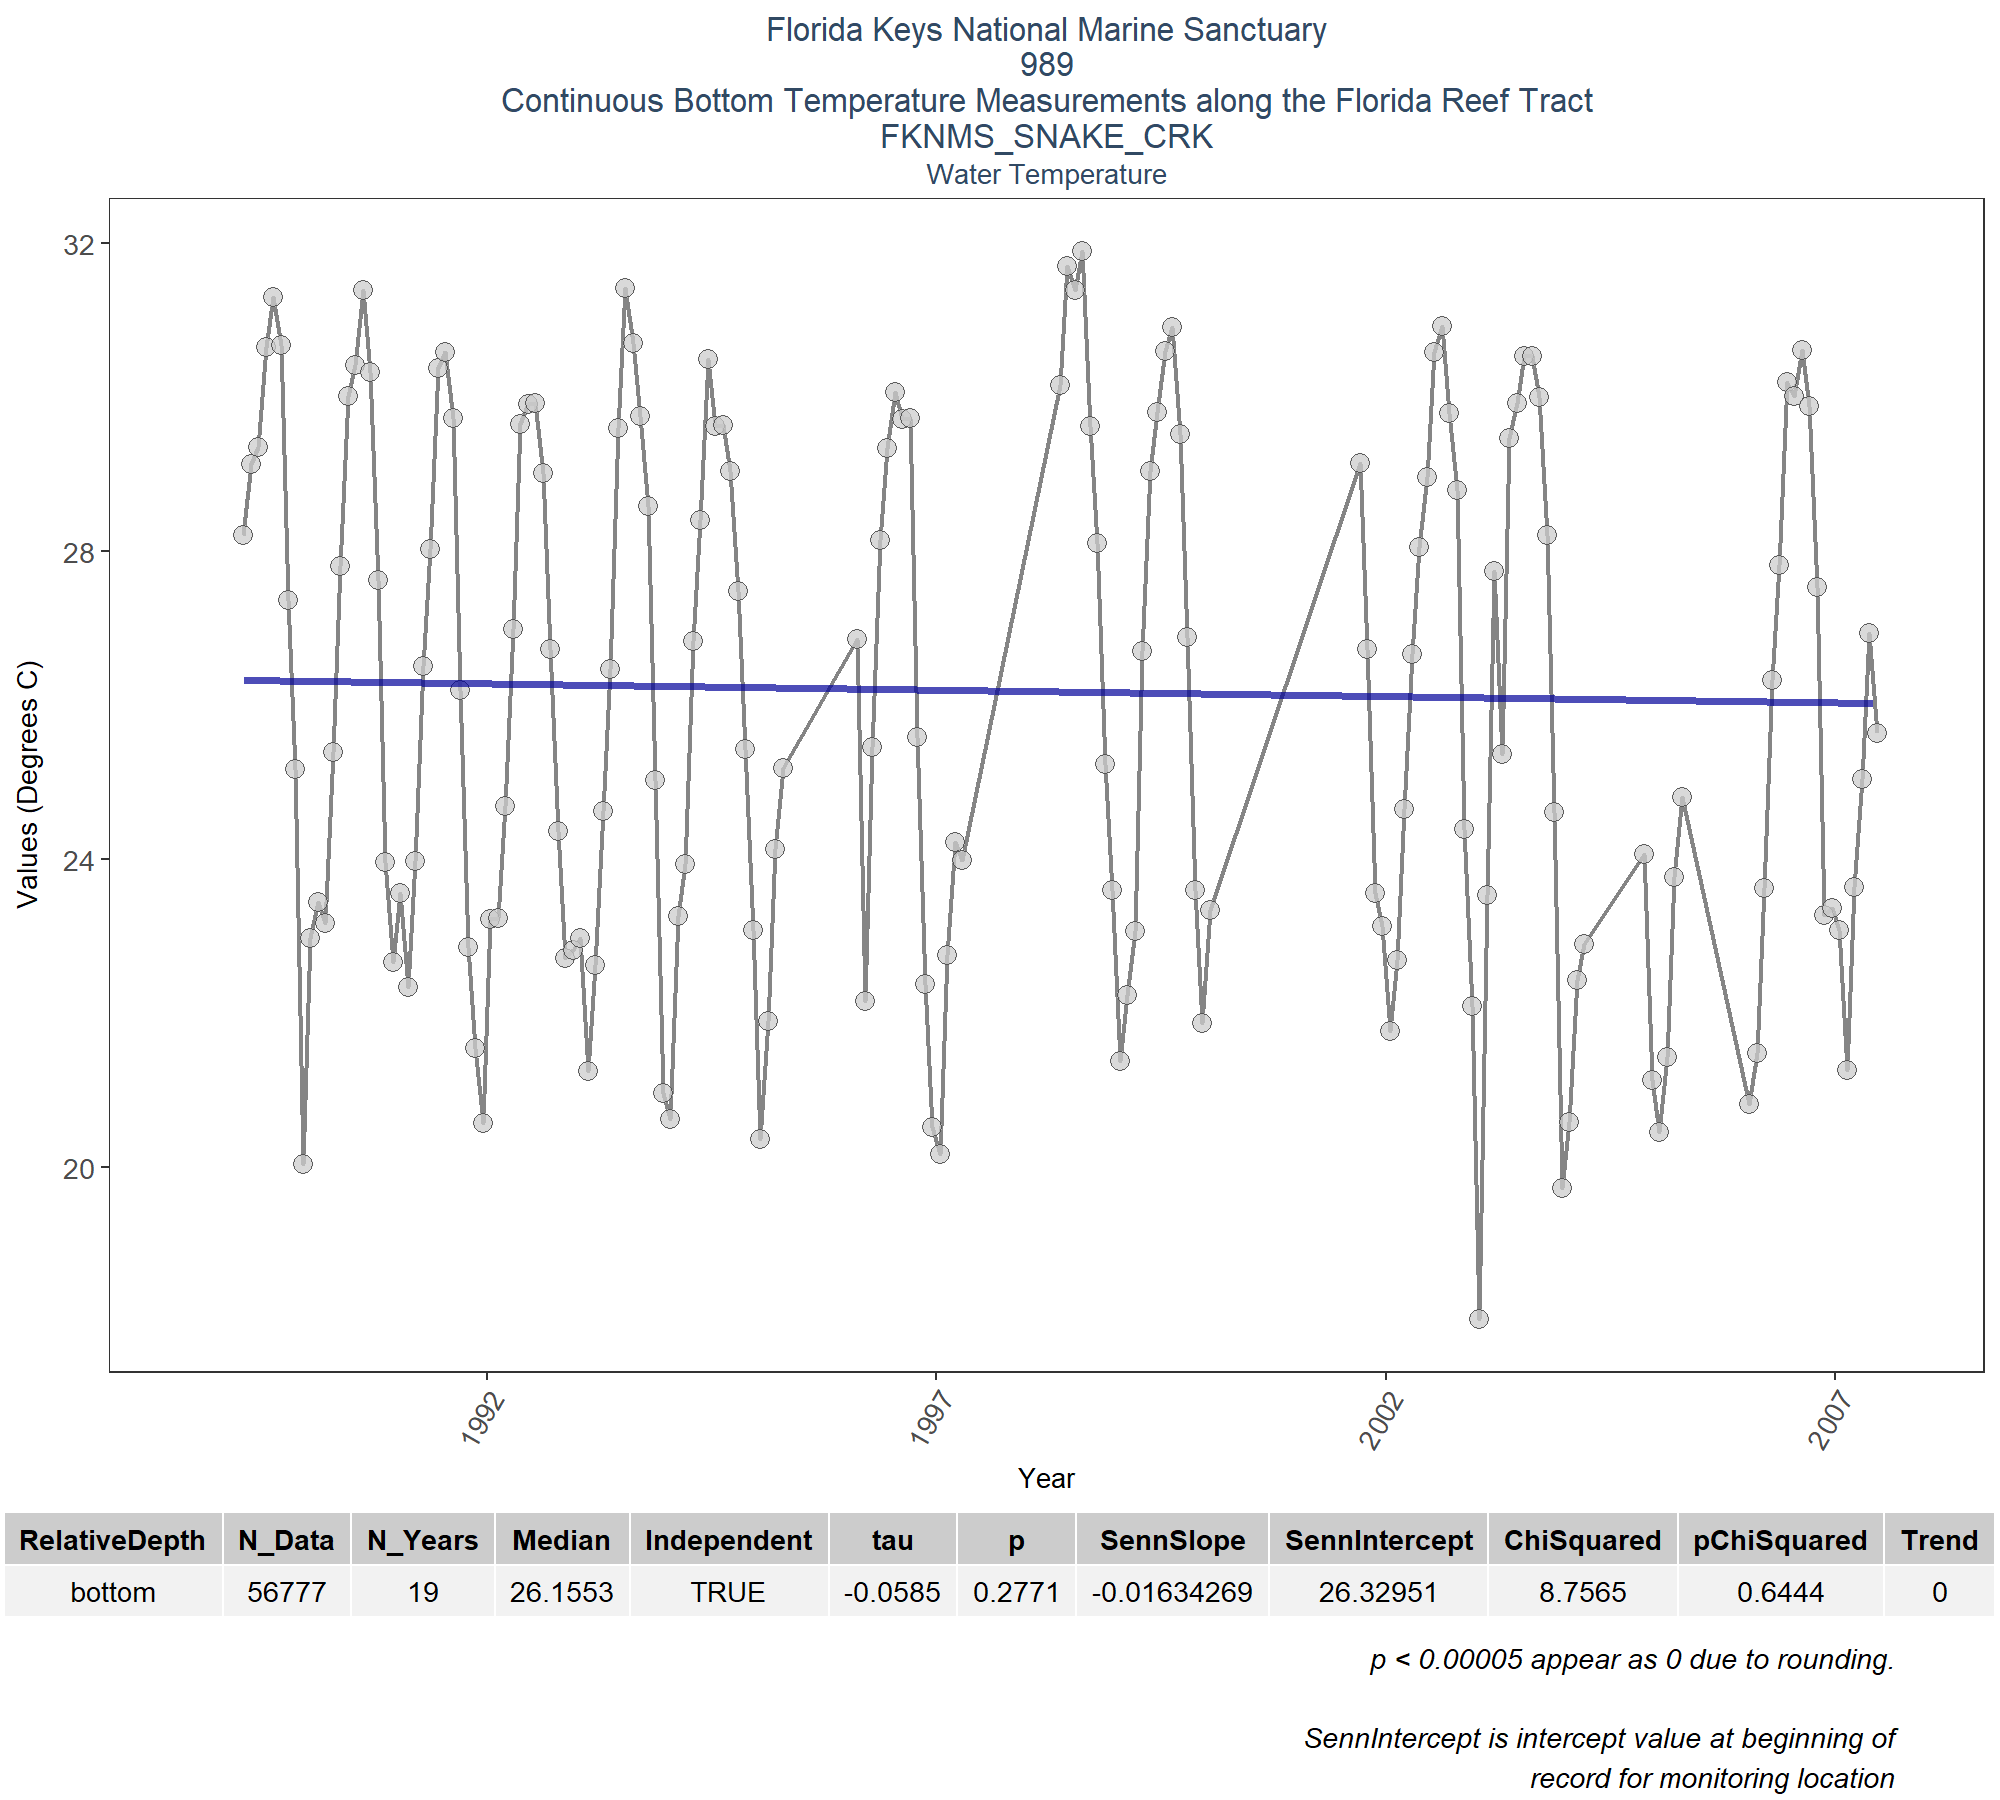 Florida Keys National Marine Sanctuary
989
Continuous Bottom Temperature Measurements along the Florida Reef Tract
FKNMS_SNAKE_CRK
Water Temperature
32
28
24
20
Values (Degrees C)
1992 1997 2002 2007
Year
RelativeDepth N_Data N_Years Median Independent tau p SennSlope SennIntercept ChiSquared pChiSquared Trend
bottom 56777 19 26.1553 TRUE -0.0585 0.2771 -0.01634269 26.32951 8.7565 0.6444 0
p < 0.00005 appear as 0 due to rounding.
SennIntercept is intercept value at beginning of
record for monitoring location